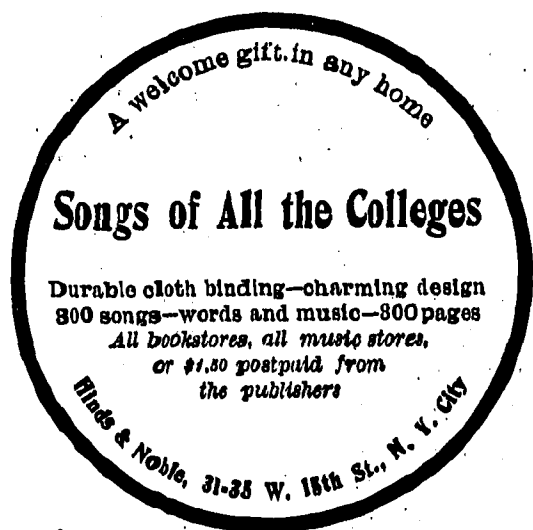 A welcome gift in any home
Songs of All the Colleges
Durable cloth binding—charming design
300 songs—words and music—300 pages
All bookstores, all music stores,
or $1.50 postpaid from
the publishers
Hinds & Noble, 31-35 W. 15th St., N. Y. City